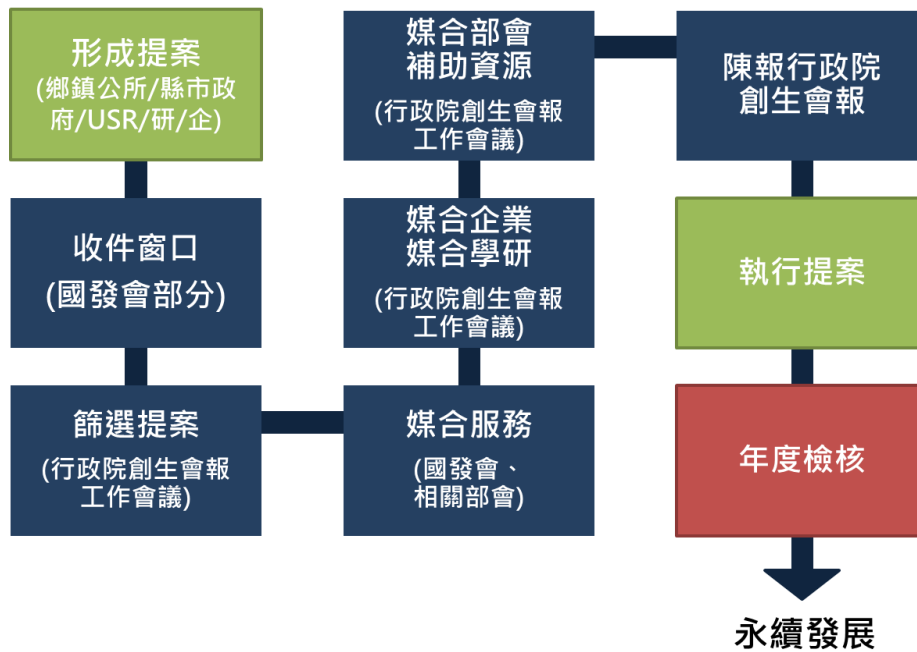 形成提案
(鄉鎮公所/縣市政
府/USR/研/企)
收件窗口
(國發會部分)
篩選提案
(行政院創生會報
工作會議)
媒合服務
(國發會、
相關部會)
媒合企業
媒合學研
(行政院創生會報
工作會議)
媒合部會
補助資源
(行政院創生會報
工作會議)
陳報行政院
創生會報
執行提案
年度檢核
永續發展